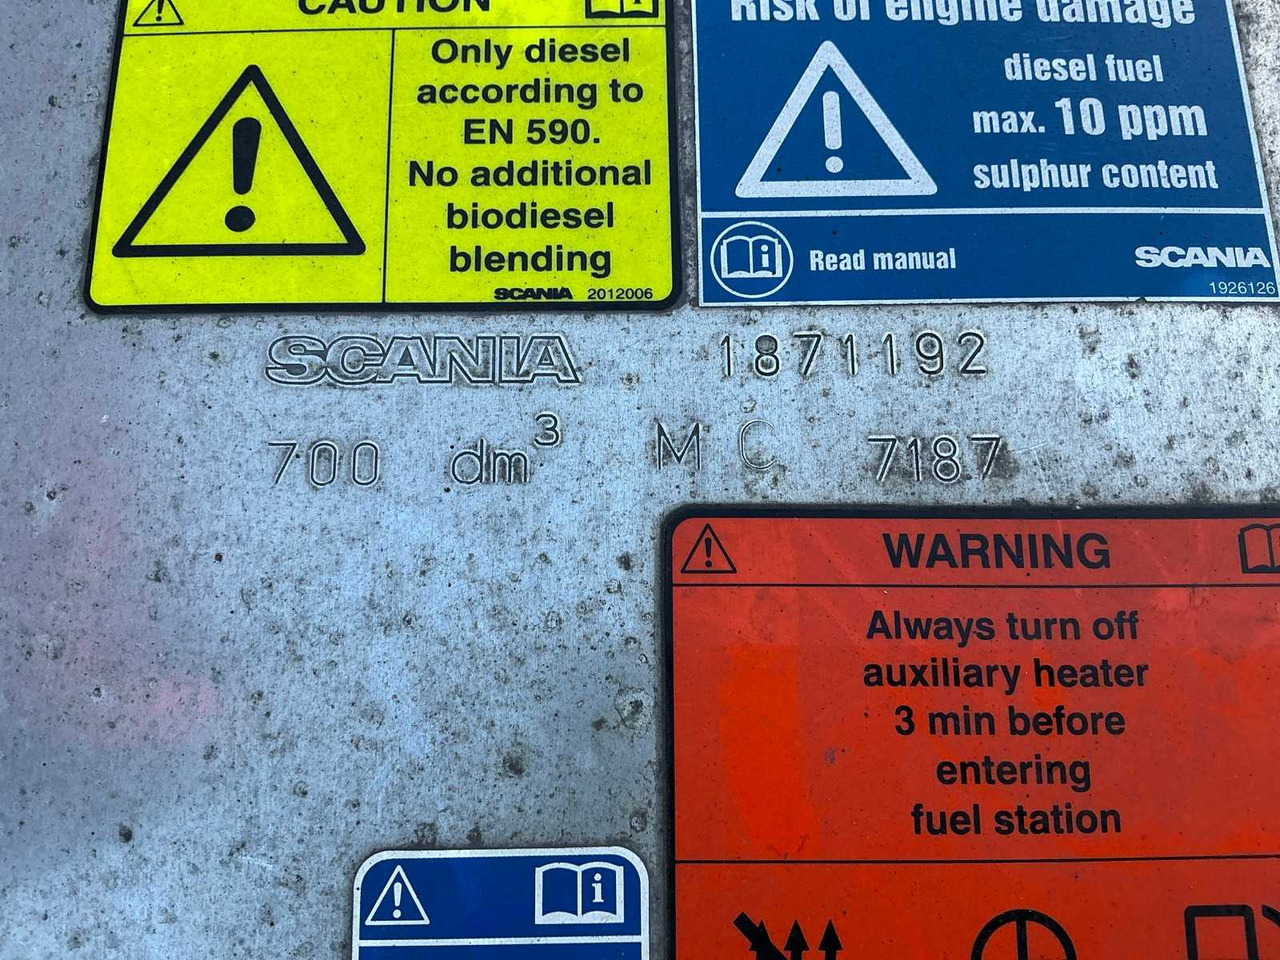 CAUTION
Only diesel
according to
EN 590.
No additional
biodiesel
blending
SCANIA 2012006
Risk of engine damage
diesel fuel
max. 10 ppm
sulphur content
Read manual
SCANIA
1926126
SCANIA 1871192
700 dm³ MC 7187
WARNING
Always turn off
auxiliary heater
3 min before
entering
fuel station